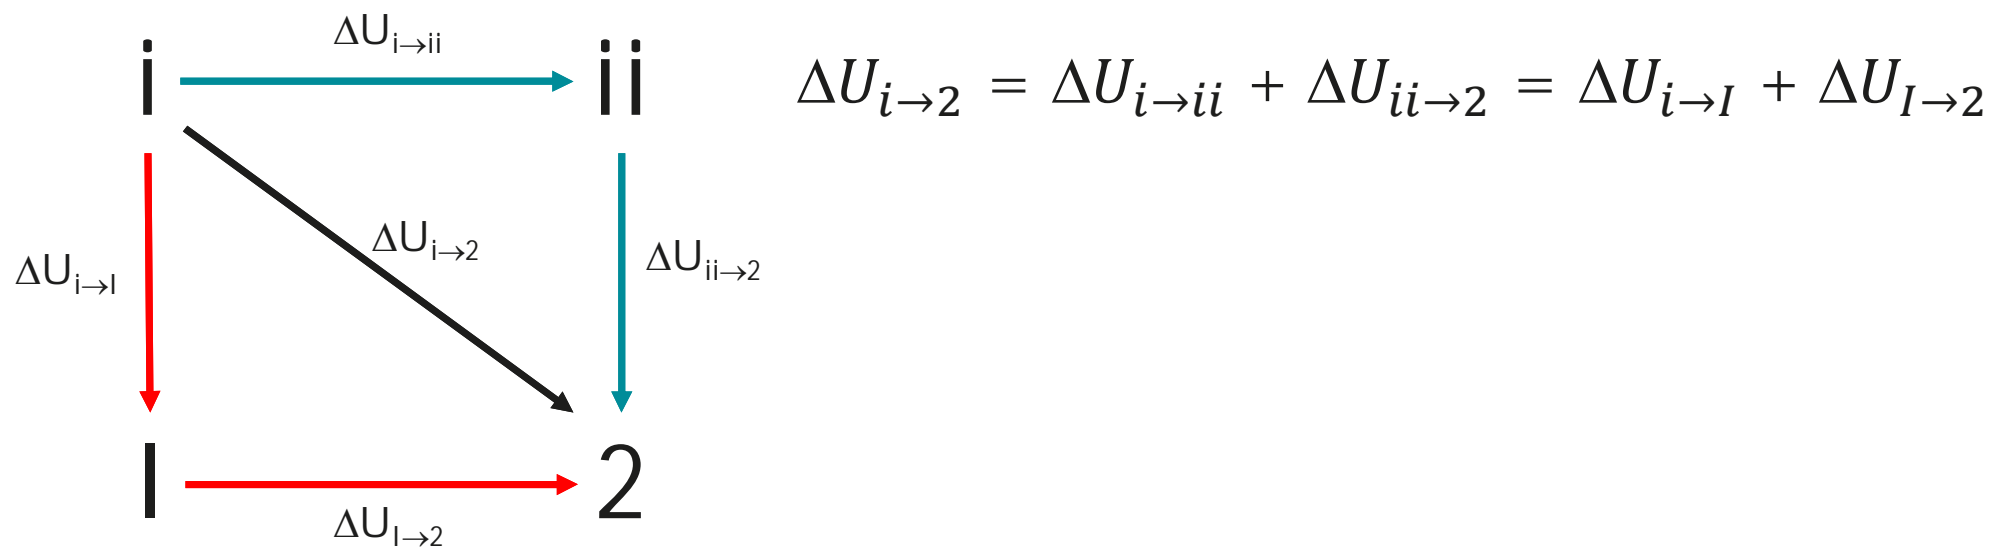 ΔU_{i→ii}
i ii
ΔU_{i→2} = ΔU_{i→ii} + ΔU_{ii→2} = ΔU_{i→I} + ΔU_{I→2}
ΔU_{i→2}
ΔU_{ii→2}
ΔU_{i→I}
I 2
ΔU_{I→2}